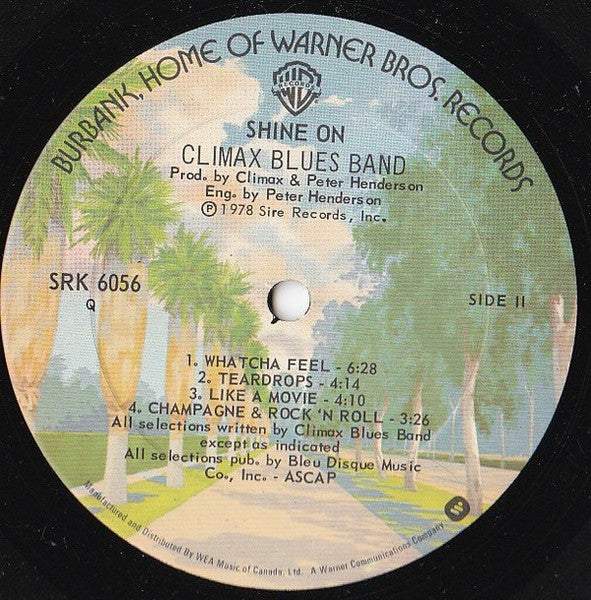 BURBANK, HOME OF WARNER BROS. RECORDS
WB
RECORDS
SHINE ON
CLIMAX BLUES BAND
Prod. by Climax & Peter Henderson
Eng. by Peter Henderson
℗ 1978 Sire Records, Inc.
SRK 6056
Q
SIDE II
1. WHATCHA FEEL - 6:28
2. TEARDROPS - 4:14
3. LIKE A MOVIE - 4:10
4. CHAMPAGNE & ROCK 'N ROLL - 3:26
All selections written by Climax Blues Band
except as indicated
All selections pub. by Bleu Disque Music
Co., Inc. - ASCAP
Manufactured and Distributed By WEA Music of Canada, Ltd. A Warner Communications Company